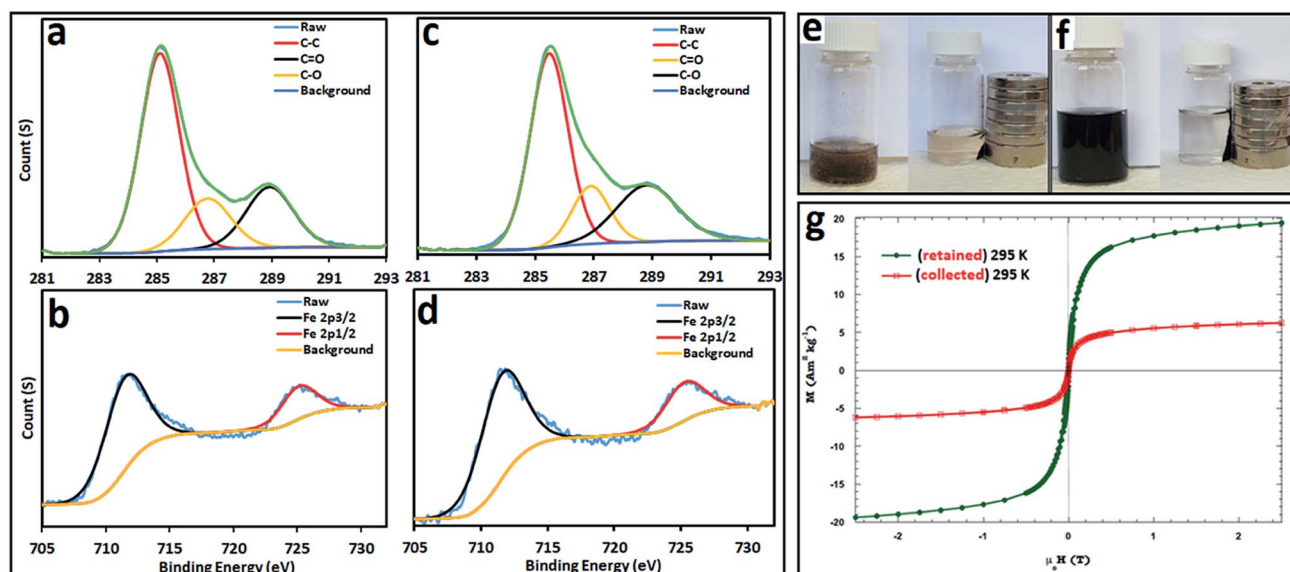 a
Raw
C-C
C=O
C-O
Background
Count (S)
281 283 285 287 289 291 293
c
Raw
C-C
C=O
C-O
Background
281 283 285 287 289 291 293
b
Raw
Fe 2p3/2
Fe 2p1/2
Background
Count (S)
705 710 715 720 725 730
Binding Energy (eV)
d
Raw
Fe 2p3/2
Fe 2p1/2
Background
705 710 715 720 725 730
Binding Energy (eV)
e
f
g
(retained) 295 K
(collected) 295 K
M (Am² kg⁻¹)
20
15
10
5
0
-5
-10
-15
-20
-2 -1 0 1 2
μ₀H (T)